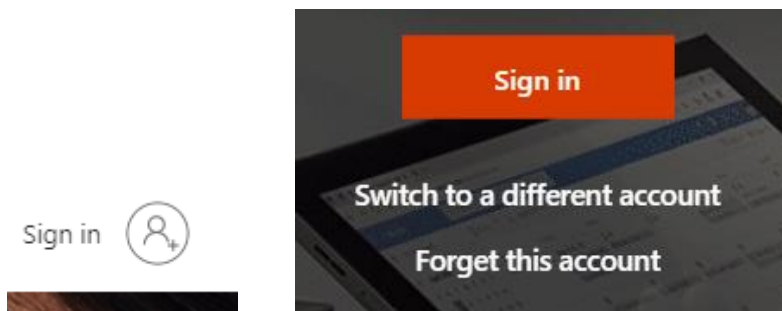 Sign in
Sign in
Switch to a different account
Forget this account